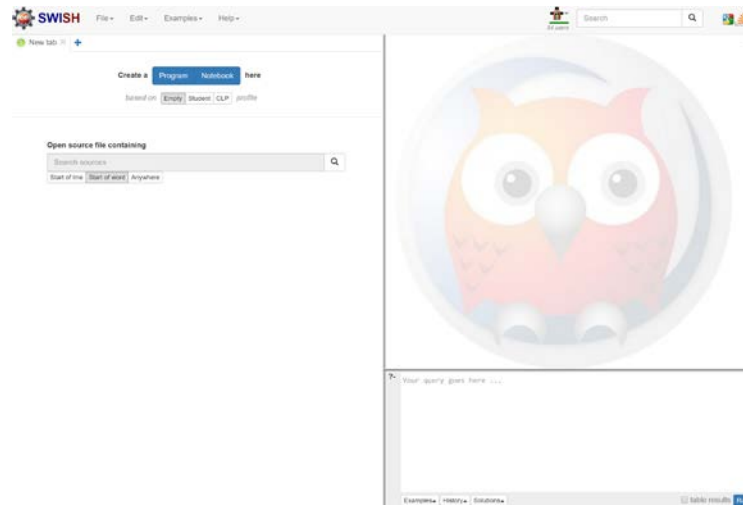 SWISH File Edit Examples Help Search
New tab
Create a Program Notebook here
based on Empty Student CLP profile
Open source file containing
Search sources
Start of line Start of word Anywhere
?- Your query goes here ...
Examples History Solutions table results